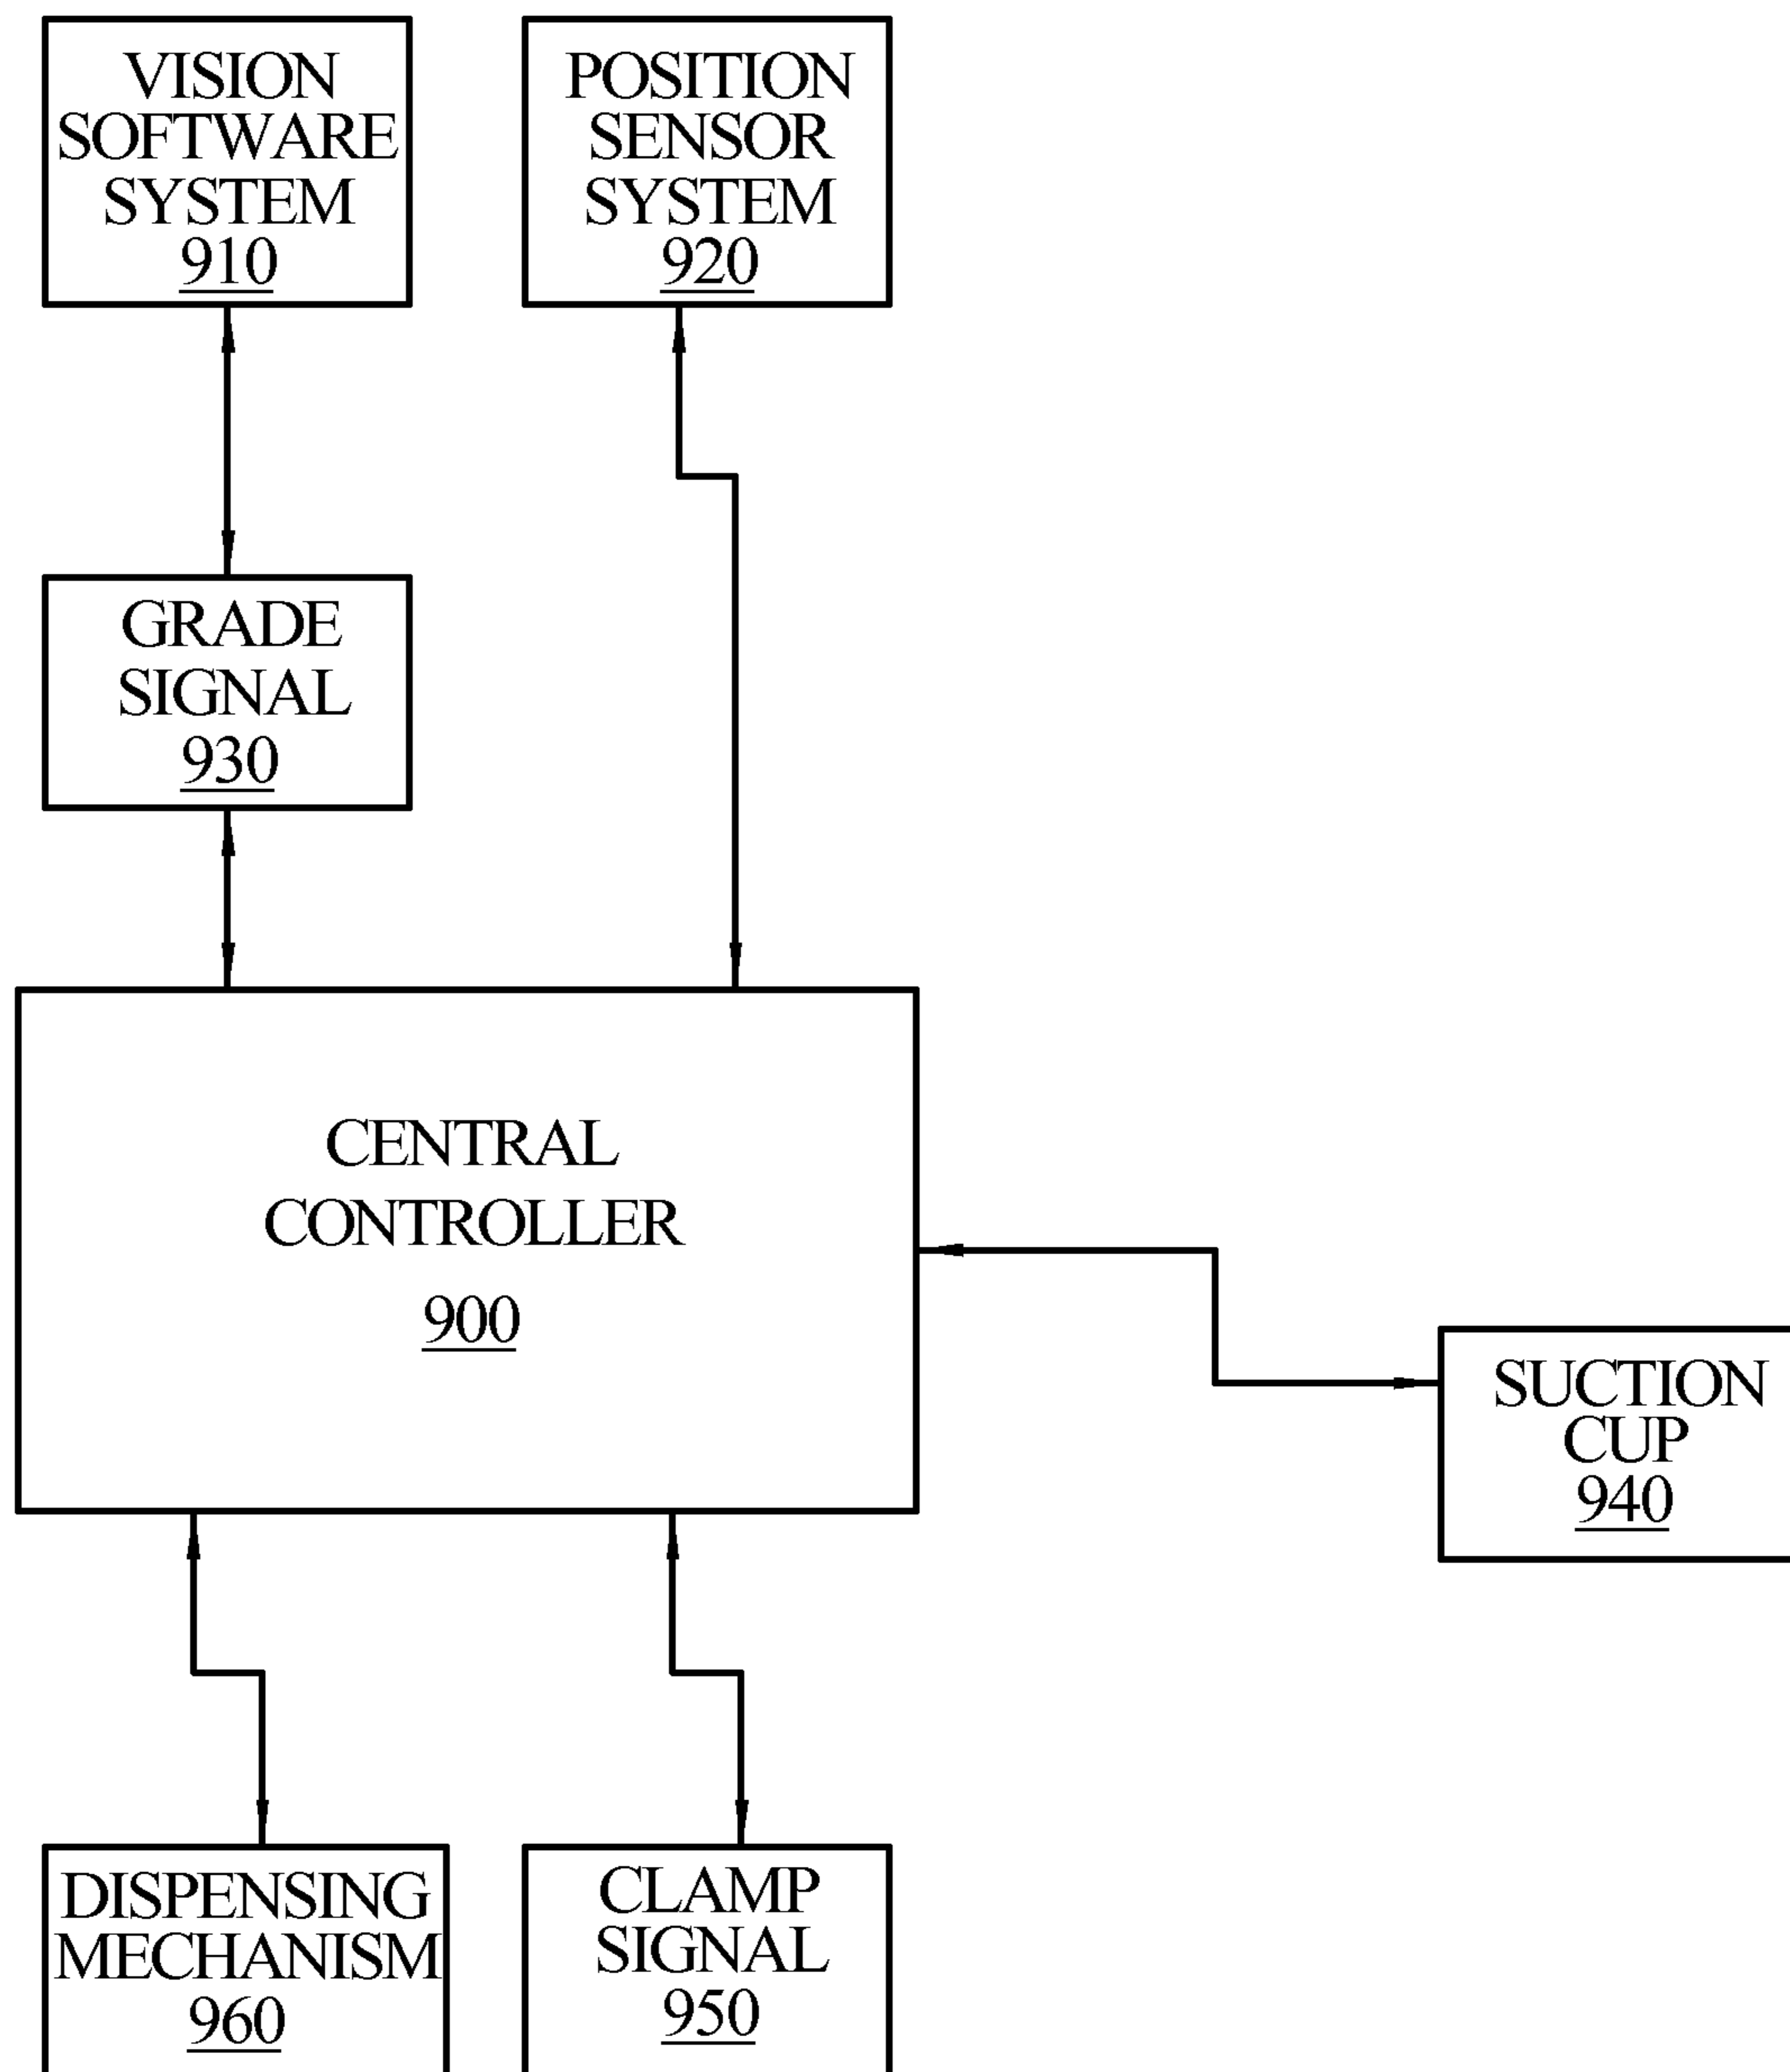 VISION
SOFTWARE
SYSTEM
910
POSITION
SENSOR
SYSTEM
920
GRADE
SIGNAL
930
CENTRAL
CONTROLLER
900
SUCTION
CUP
940
DISPENSING
MECHANISM
960
CLAMP
SIGNAL
950